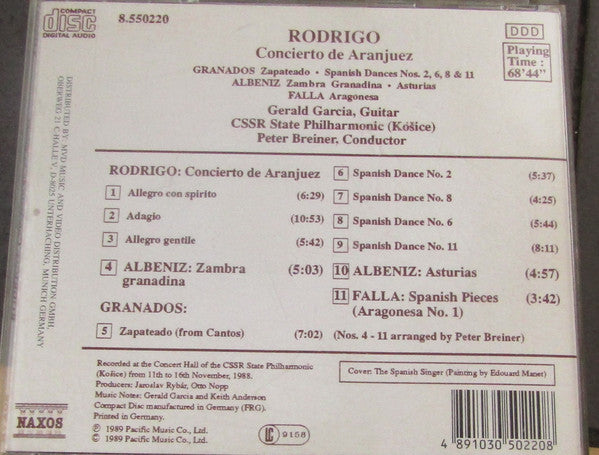 COMPACT
disc
DIGITAL AUDIO
8.550220
RODRIGO
Concierto de Aranjuez
GRANADOS Zapateado · Spanish Dances Nos. 2, 6, 8 & 11
ALBENIZ Zambra Granadina · Asturias
FALLA Aragonesa
Gerald Garcia, Guitar
CSSR State Philharmonic (Košice)
Peter Breiner, Conductor
DDD
Playing
Time :
68'44"
DISTRIBUTED BY: MVD MUSIC AND VIDEO DISTRIBUTION GMBH,
OBERWEG 21 C-HALLE V, D-8025 UNTERHACHING, MUNICH GERMANY
RODRIGO: Concierto de Aranjuez
1 Allegro con spirito (6:29)
2 Adagio (10:53)
3 Allegro gentile (5:42)
4 ALBENIZ: Zambra (5:03)
granadina
GRANADOS:
5 Zapateado (from Cantos) (7:02)
6 Spanish Dance No. 2 (5:37)
7 Spanish Dance No. 8 (4:25)
8 Spanish Dance No. 6 (5:44)
9 Spanish Dance No. 11 (8:11)
10 ALBENIZ: Asturias (4:57)
11 FALLA: Spanish Pieces (3:42)
(Aragonesa No. 1)
(Nos. 4 - 11 arranged by Peter Breiner)
Recorded at the Concert Hall of the CSSR State Philharmonic
(Košice) from 11th to 16th November, 1988.
Producers: Jaroslav Rybár, Otto Nopp
Music Notes: Gerald Garcia and Keith Anderson
Compact Disc manufactured in Germany (FRG).
Printed in Germany.
℗ 1989 Pacific Music Co., Ltd.
© 1989 Pacific Music Co., Ltd.
LC 9158
Cover: The Spanish Singer (Painting by Edouard Manet)
4 891030 502208
NAXOS